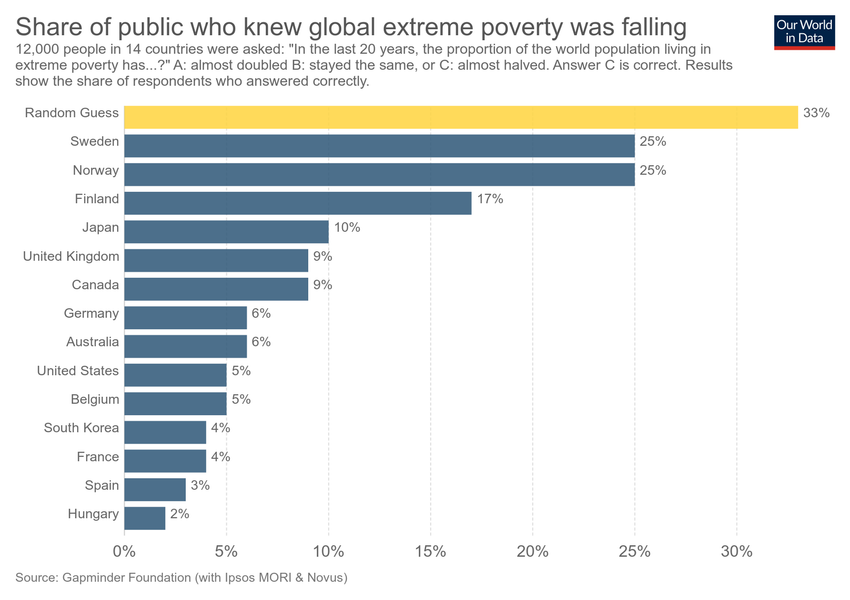 Share of public who knew global extreme poverty was falling
Our World
in Data
12,000 people in 14 countries were asked: "In the last 20 years, the proportion of the world population living in
extreme poverty has...?" A: almost doubled B: stayed the same, or C: almost halved. Answer C is correct. Results
show the share of respondents who answered correctly.
Random Guess 33%
Sweden 25%
Norway 25%
Finland 17%
Japan 10%
United Kingdom 9%
Canada 9%
Germany 6%
Australia 6%
United States 5%
Belgium 5%
South Korea 4%
France 4%
Spain 3%
Hungary 2%
0% 5% 10% 15% 20% 25% 30%
Source: Gapminder Foundation (with Ipsos MORI & Novus)